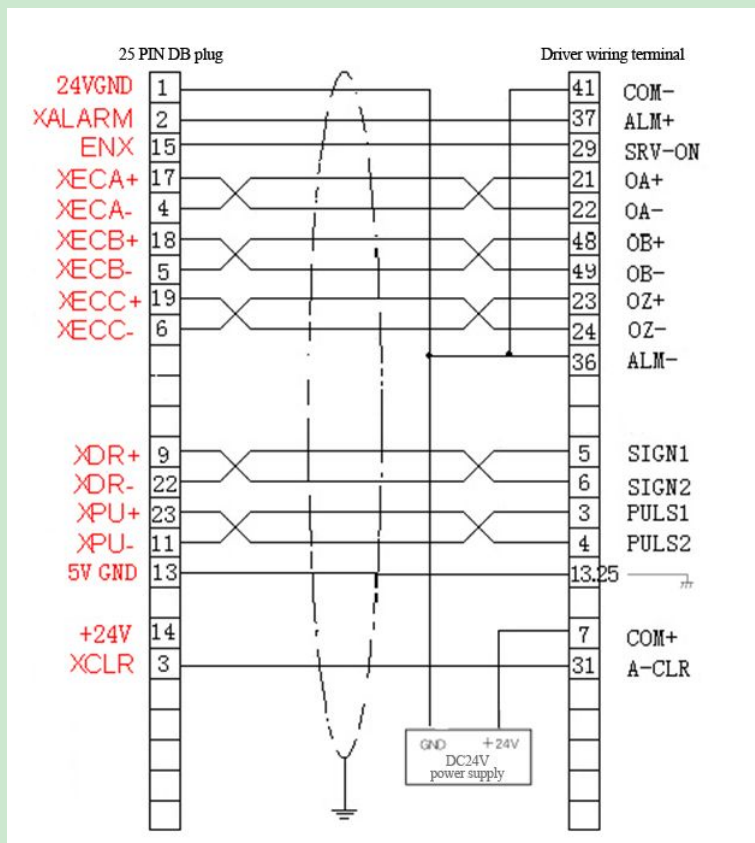 25 PIN DB plug Driver wiring terminal
24VGND 1 41 COM-
XALARM 2 37 ALM+
ENX 15 29 SRV-ON
XECA+ 17 21 OA+
XECA- 4 22 OA-
XECB+ 18 48 OB+
XECB- 5 49 OB-
XECC+ 19 23 OZ+
XECC- 6 24 OZ-
36 ALM-
XDR+ 9 5 SIGN1
XDR- 22 6 SIGN2
XPU+ 23 3 PULS1
XPU- 11 4 PULS2
5V GND 13 13.25
+24V 14 7 COM+
XCLR 3 31 A-CLR
GND +24V
DC24V
power supply